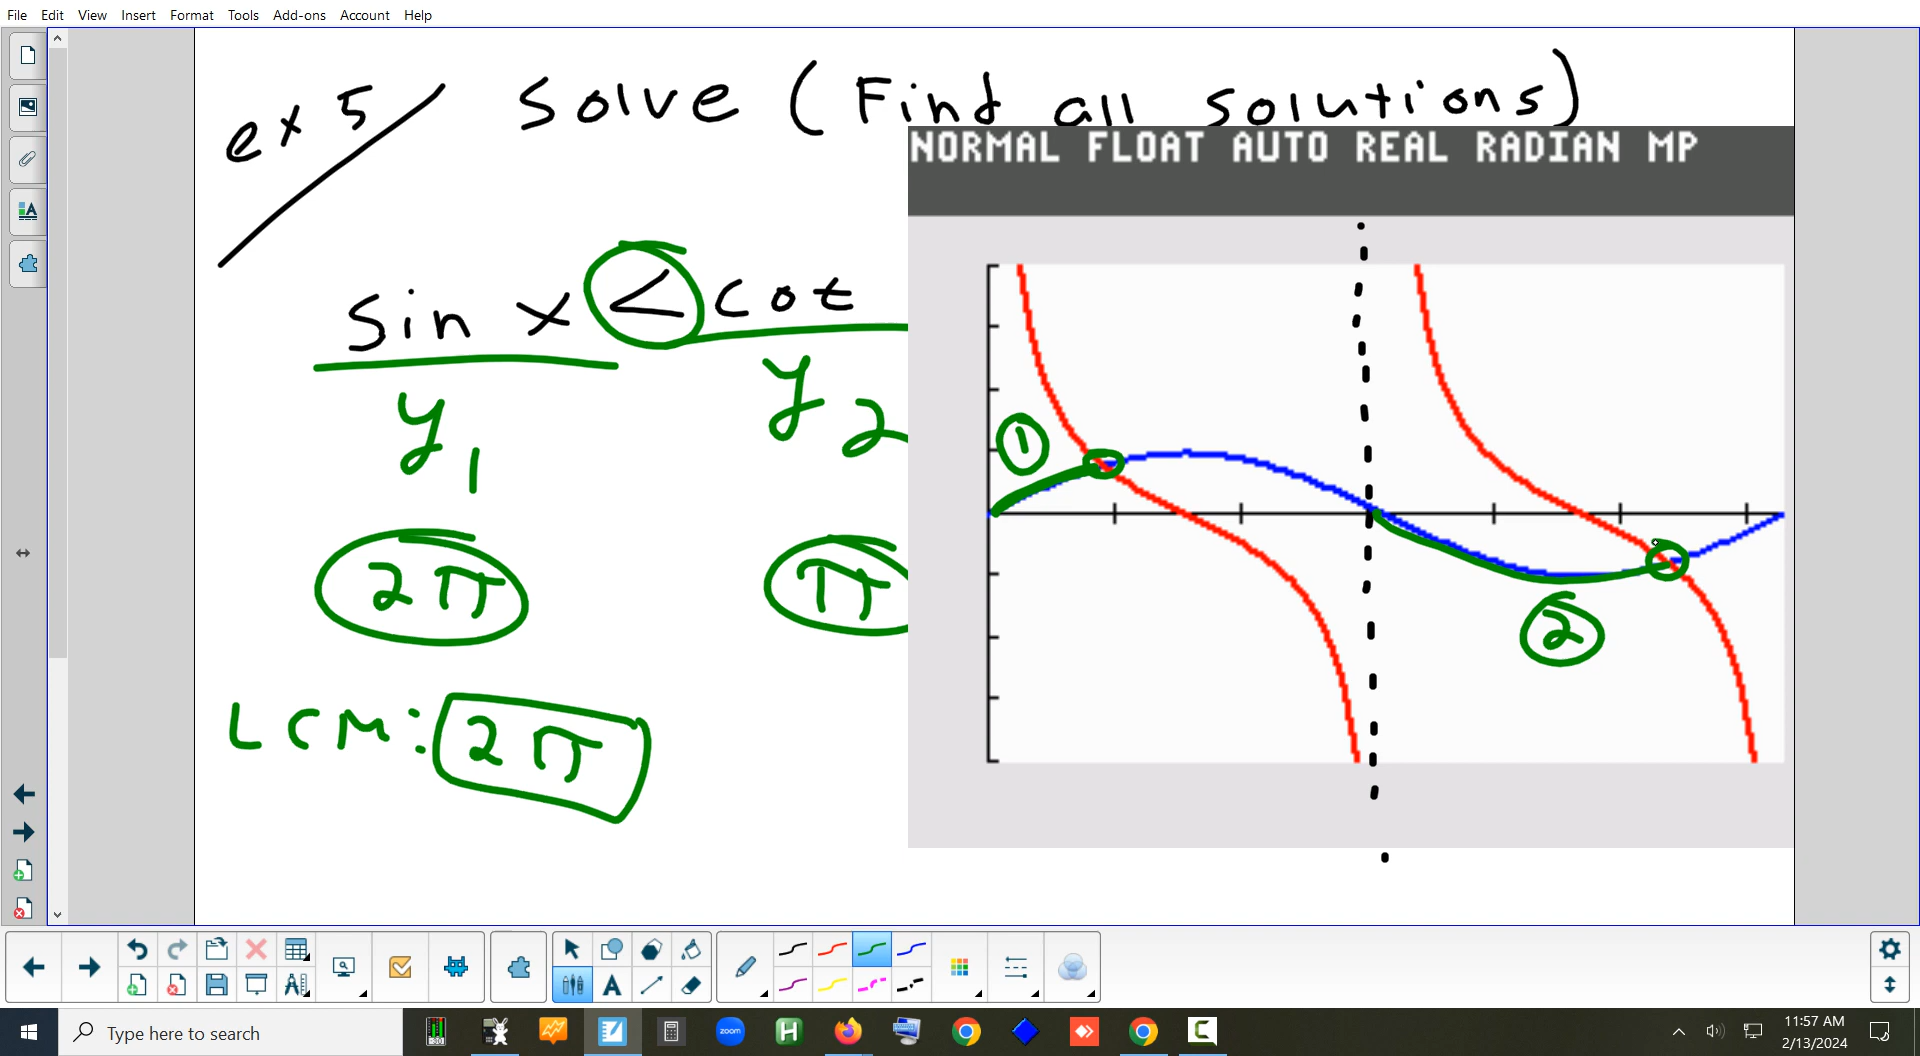 File Edit View Insert Format Tools Add-ons Account Help
ex 5 Solve (Find all solutions)
NORMAL FLOAT AUTO REAL RADIAN MP
sin x < cot
y1 y2
1
2π π
2
LCM: 2π
A
A
Type here to search
30
zoom
H
C
11:57 AM
2/13/2024